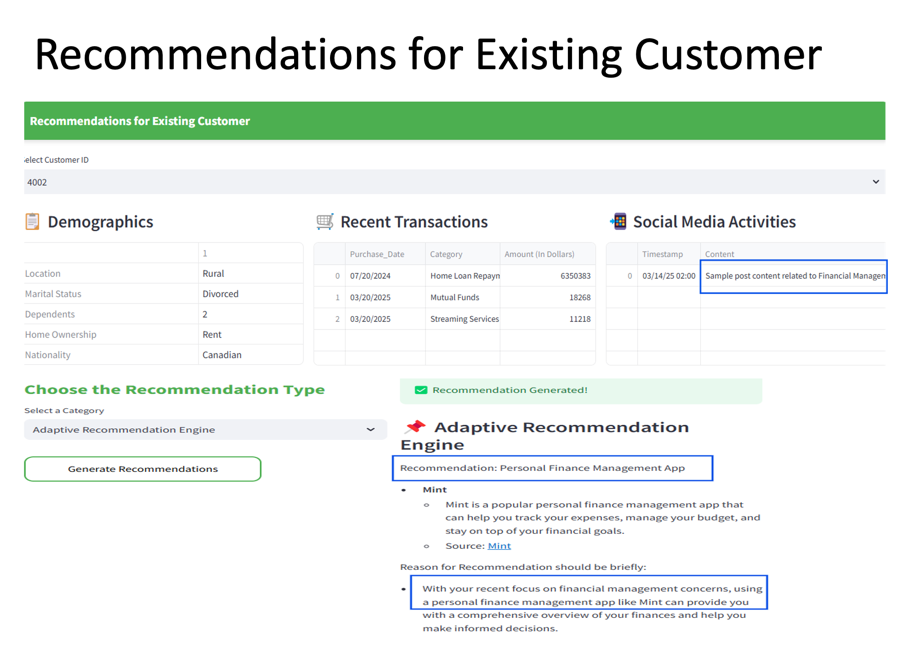 Recommendations for Existing Customer
Recommendations for Existing Customer
elect Customer ID
4002
Demographics
1
Location Rural
Marital Status Divorced
Dependents 2
Home Ownership Rent
Nationality Canadian
Recent Transactions
Purchase_Date Category Amount (In Dollars)
0 07/20/2024 Home Loan Repayn 6350383
1 03/20/2025 Mutual Funds 18268
2 03/20/2025 Streaming Services 11218
Social Media Activities
Timestamp Content
0 03/14/25 02:00 Sample post content related to Financial Managen
Choose the Recommendation Type
Select a Category
Adaptive Recommendation Engine
Generate Recommendations
Recommendation Generated!
Adaptive Recommendation
Engine
Recommendation: Personal Finance Management App
• Mint
○ Mint is a popular personal finance management app that
can help you track your expenses, manage your budget, and
stay on top of your financial goals.
○ Source: Mint
Reason for Recommendation should be briefly:
• With your recent focus on financial management concerns, using
a personal finance management app like Mint can provide you
with a comprehensive overview of your finances and help you
make informed decisions.